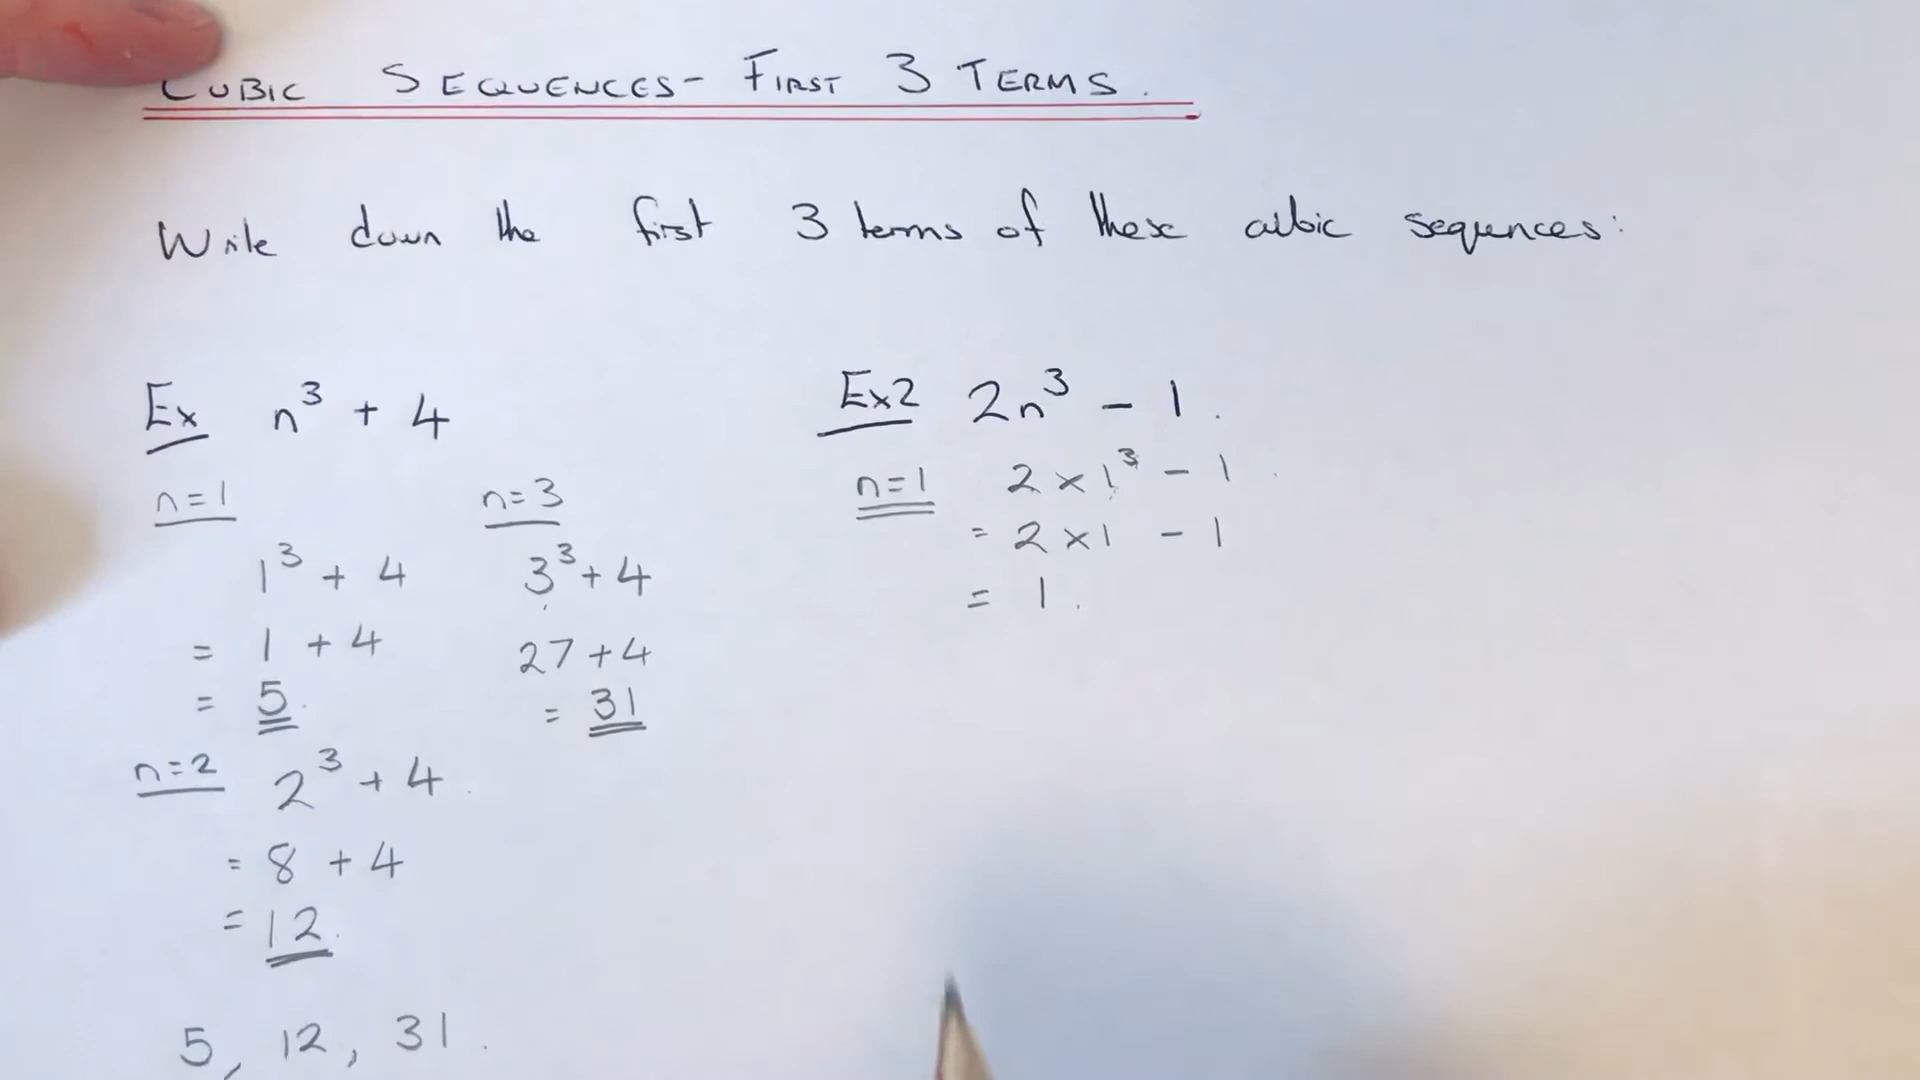 CUBIC SEQUENCES - FIRST 3 TERMS.
Write down the first 3 terms of these cubic sequences:
Ex n³ + 4
n=1
1³ + 4
= 1 + 4
= 5
n=2 2³ + 4
= 8 + 4
= 12
n=3
3³ + 4
27 + 4
= 31
5, 12, 31.
Ex2 2n³ - 1.
n=1 2 × 1³ - 1
= 2 × 1 - 1
= 1.